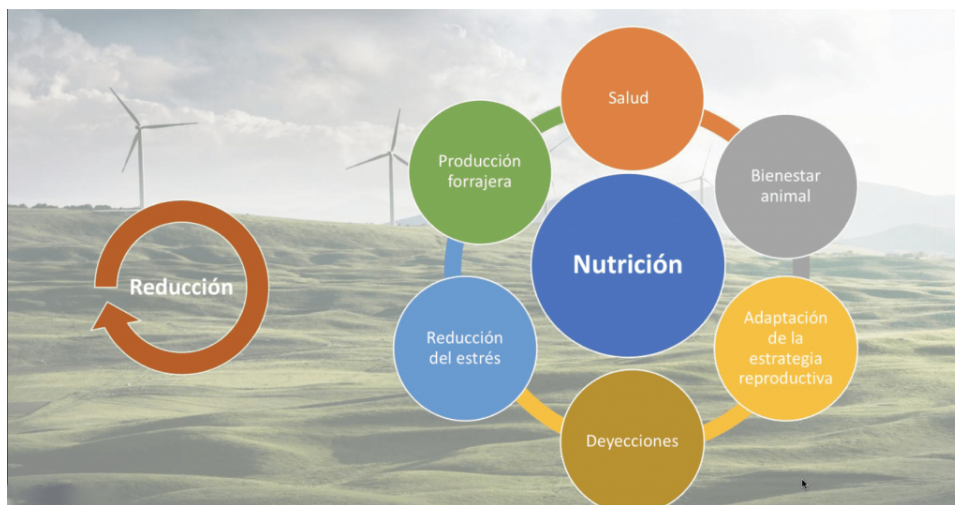 Reducción
Salud
Producción
forrajera
Bienestar
animal
Nutrición
Reducción
del estrés
Adaptación
de la
estrategia
reproductiva
Deyecciones